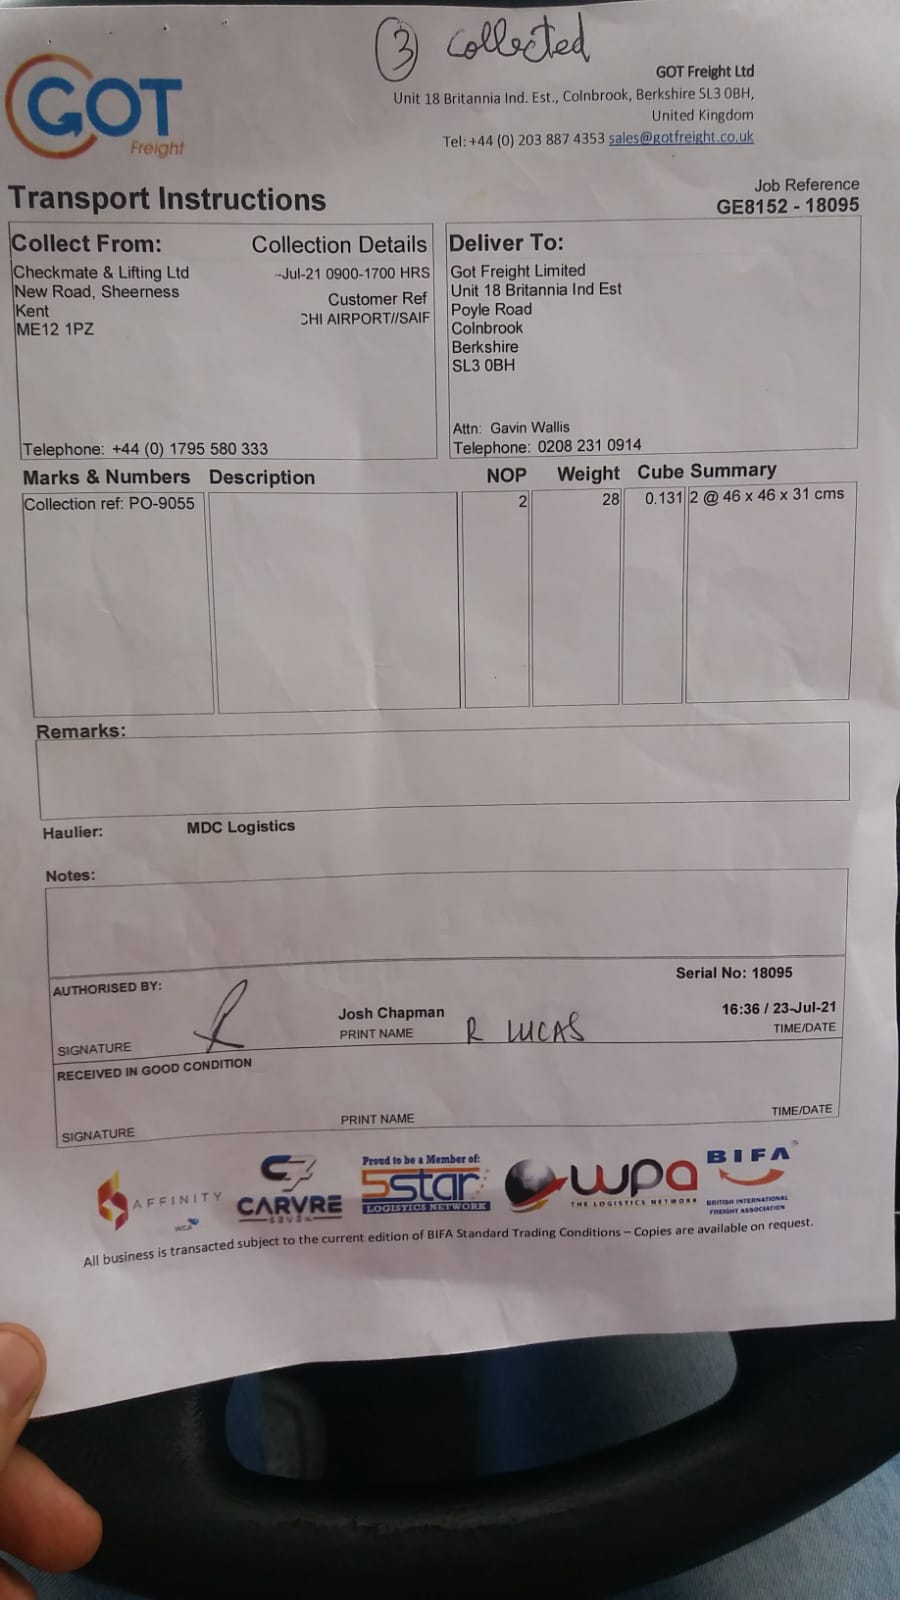 3 collected
GOT
Freight
GOT Freight Ltd
Unit 18 Britannia Ind. Est., Colnbrook, Berkshire SL3 0BH,
United Kingdom
Tel: +44 (0) 203 887 4353 sales@gotfreight.co.uk
Transport Instructions
Job Reference
GE8152 - 18095
Collect From:
Collection Details
Checkmate & Lifting Ltd
New Road, Sheerness
Kent
ME12 1PZ
--Jul-21 0900-1700 HRS
Customer Ref
CHI AIRPORT//SAIF
Telephone: +44 (0) 1795 580 333
Deliver To:
Got Freight Limited
Unit 18 Britannia Ind Est
Poyle Road
Colnbrook
Berkshire
SL3 0BH
Attn: Gavin Wallis
Telephone: 0208 231 0914
Marks & Numbers Description NOP Weight Cube Summary
Collection ref: PO-9055 2 28 0.131 2 @ 46 x 46 x 31 cms
Remarks:
Haulier: MDC Logistics
Notes:
AUTHORISED BY:
Serial No: 18095
Josh Chapman
16:36 / 23-Jul-21
SIGNATURE PRINT NAME R LUCAS TIME/DATE
RECEIVED IN GOOD CONDITION
SIGNATURE PRINT NAME TIME/DATE
AFFINITY
WCA
C7
CARVRE
SEVEN
Proud to be a Member of:
5star
LOGISTICS NETWORK
wpa
THE LOGISTICS NETWORK
BIFA
BRITISH INTERNATIONAL
FREIGHT ASSOCIATION
All business is transacted subject to the current edition of BIFA Standard Trading Conditions – Copies are available on request.